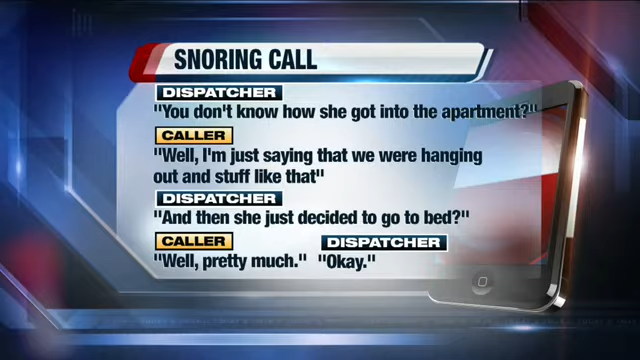 SNORING CALL
DISPATCHER
"You don't know how she got into the apartment?"
CALLER
"Well, I'm just saying that we were hanging
out and stuff like that"
DISPATCHER
"And then she just decided to go to bed?"
CALLER
"Well, pretty much."
DISPATCHER
"Okay."